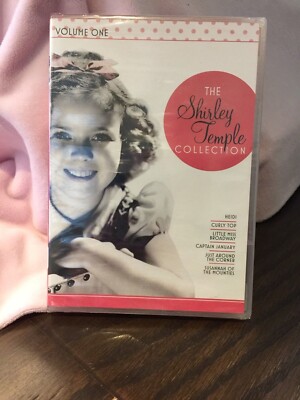 VOLUME ONE
THE
Shirley
Temple
COLLECTION
HEIDI
CURLY TOP
LITTLE MISS
BROADWAY
CAPTAIN JANUARY
JUST AROUND
THE CORNER
SUSANNAH OF
THE MOUNTIES